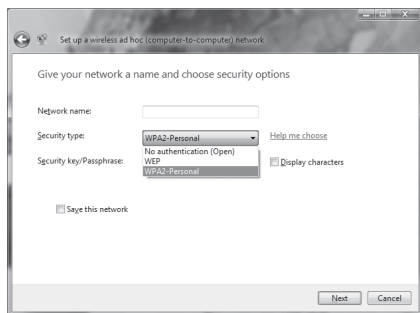 Set up a wireless ad hoc (computer-to-computer) network
Give your network a name and choose security options
Network name:
Security type: WPA2-Personal Help me choose
No authentication (Open)
WEP
WPA2-Personal
Security key/Passphrase: Display characters
Save this network
Next Cancel